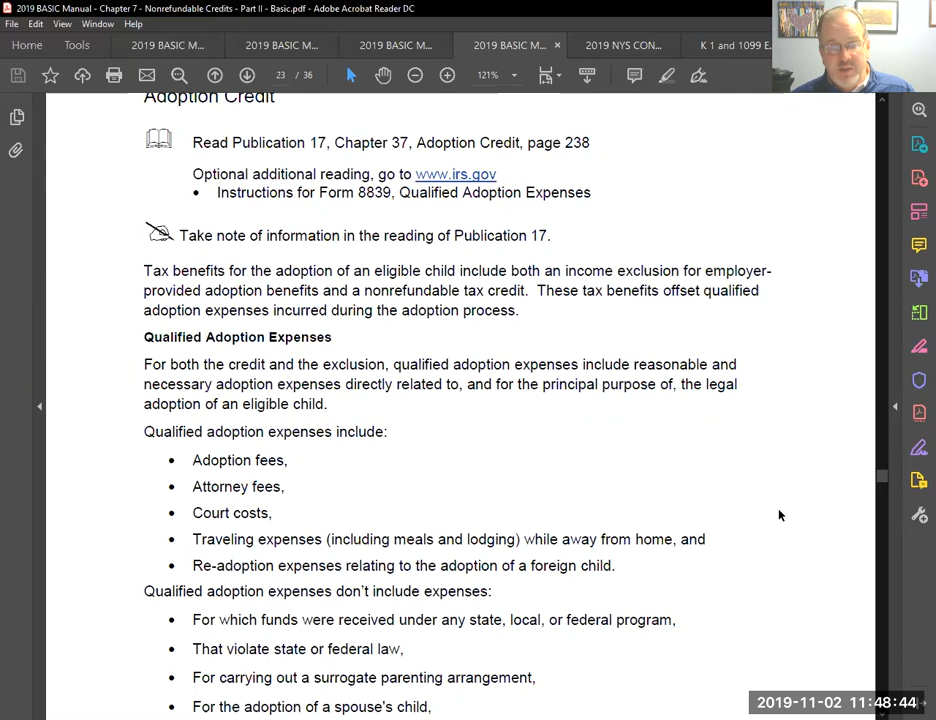 2019 BASIC Manual - Chapter 7 - Nonrefundable Credits - Part II - Basic.pdf - Adobe Acrobat Reader DC
File Edit View Window Help
Home Tools 2019 BASIC M... 2019 BASIC M... 2019 BASIC M... 2019 BASIC M... × 2019 NYS CON... K 1 and 1099 E.
23 / 36 121%
Adoption Credit
Read Publication 17, Chapter 37, Adoption Credit, page 238
Optional additional reading, go to www.irs.gov
• Instructions for Form 8839, Qualified Adoption Expenses
Take note of information in the reading of Publication 17.
Tax benefits for the adoption of an eligible child include both an income exclusion for employer-
provided adoption benefits and a nonrefundable tax credit. These tax benefits offset qualified
adoption expenses incurred during the adoption process.
Qualified Adoption Expenses
For both the credit and the exclusion, qualified adoption expenses include reasonable and
necessary adoption expenses directly related to, and for the principal purpose of, the legal
adoption of an eligible child.
Qualified adoption expenses include:
• Adoption fees,
• Attorney fees,
• Court costs,
• Traveling expenses (including meals and lodging) while away from home, and
• Re-adoption expenses relating to the adoption of a foreign child.
Qualified adoption expenses don't include expenses:
• For which funds were received under any state, local, or federal program,
• That violate state or federal law,
• For carrying out a surrogate parenting arrangement,
• For the adoption of a spouse's child,
2019-11-02 11:48:44